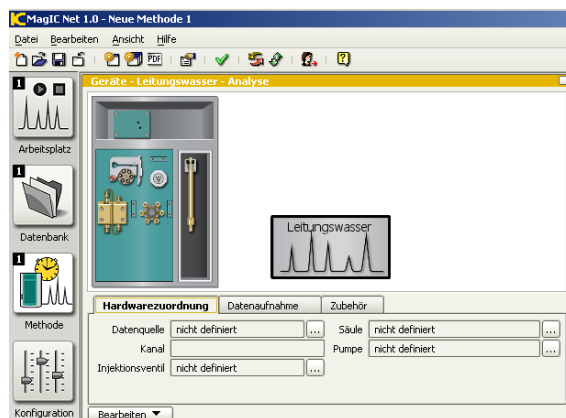 MagIC Net 1.0 - Neue Methode 1
Datei Bearbeiten Ansicht Hilfe
PDF
Geräte - Leitungswasser - Analyse
1
Arbeitsplatz
1
Datenbank
1
Methode
Konfiguration
Leitungswasser
Hardwarezuordnung Datenaufnahme Zubehör
Datenquelle nicht definiert ... Säule nicht definiert ...
Kanal Pumpe nicht definiert ...
Injektionsventil nicht definiert ...
Bearbeiten